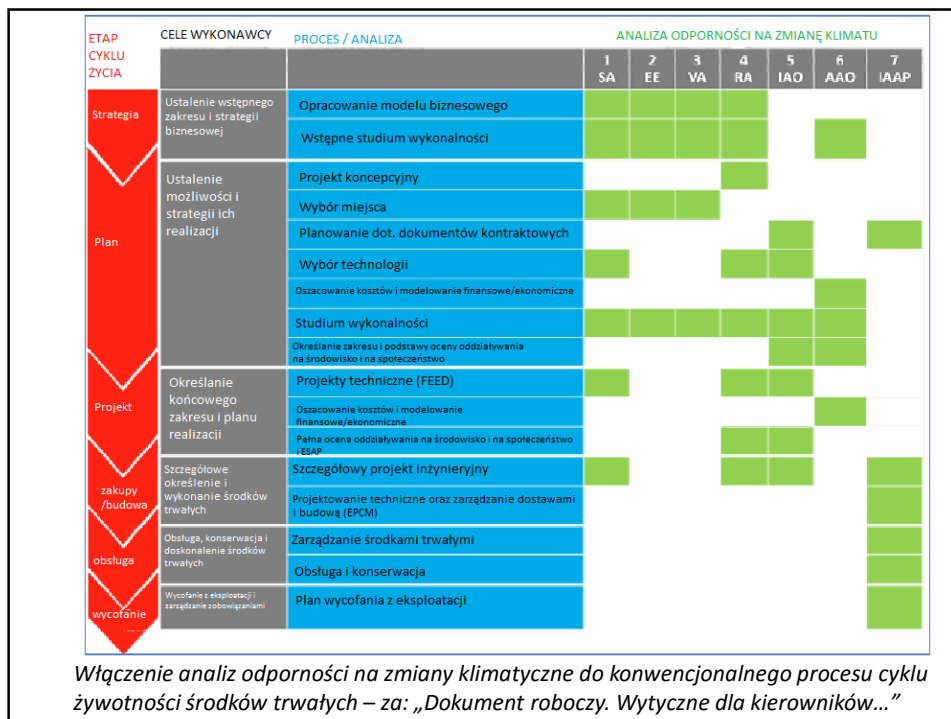 ETAP
CYKLU
ŻYCIA
CELE WYKONAWCY
PROCES / ANALIZA
ANALIZA ODPORNOŚCI NA ZMIANĘ KLIMATU
1 2 3 4 5 6 7
SA EE VA RA IAO AAO IAAP
Strategia
Ustalenie wstępnego
zakresu i strategii
biznesowej
Opracowanie modelu biznesowego
Wstępne studium wykonalności
Plan
Ustalenie
możliwości i
strategii ich
realizacji
Projekt koncepcyjny
Wybór miejsca
Planowanie dot. dokumentów kontraktowych
Wybór technologii
Oszacowanie kosztów i modelowanie finansowe/ekonomiczne
Studium wykonalności
Określanie zakresu i podstawy oceny oddziaływania
na środowisko i na społeczeństwo
Projekt
Określanie
końcowego
zakresu i planu
realizacji
Projekty techniczne (FEED)
Oszacowanie kosztów i modelowanie
finansowe/ekonomiczne
Pełna ocena oddziaływania na środowisko i na społeczeństwo
i ESAP
zakupy
/budowa
Szczegółowe
określenie i
wykonanie środków
trwałych
Szczegółowy projekt inżynieryjny
Projektowanie techniczne oraz zarządzanie dostawami
i budową (EPCM)
obsługa
Obsługa, konserwacja i
doskonalenie środków
trwałych
Zarządzanie środkami trwałymi
Obsługa i konserwacja
wycofanie
Wycofanie z eksploatacji i
zarządzanie zobowiązaniami
Plan wycofania z eksploatacji
Włączenie analiz odporności na zmiany klimatyczne do konwencjonalnego procesu cyklu
żywotności środków trwałych – za: „Dokument roboczy. Wytyczne dla kierowników…”